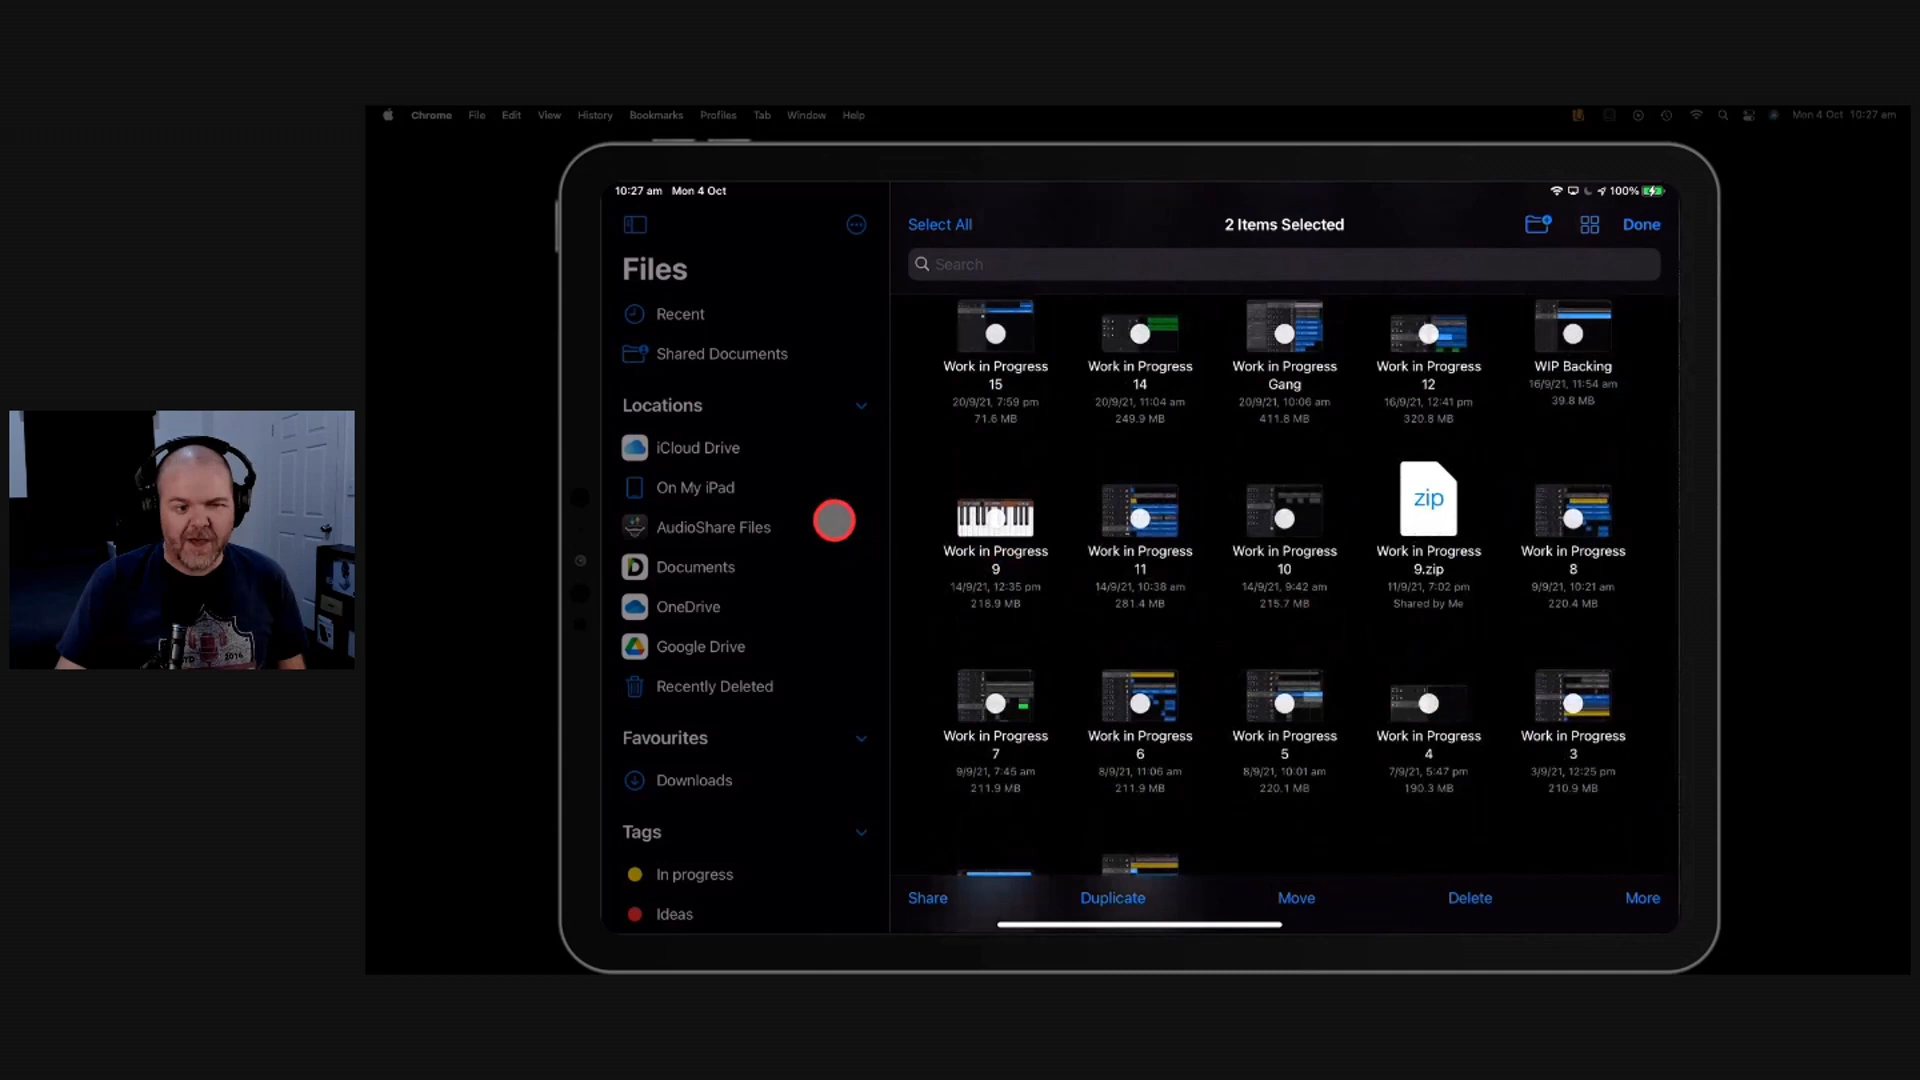 Chrome File Edit View History Bookmarks Profiles Tab Window Help
Mon 4 Oct 10:27 am
10:27 am Mon 4 Oct
100%
Files
Recent
Shared Documents
Locations
iCloud Drive
On My iPad
AudioShare Files
Documents
OneDrive
Google Drive
Recently Deleted
Favourites
Downloads
Tags
In progress
Ideas
Select All
2 Items Selected
Done
Search
Work in Progress
15
20/9/21, 7:59 pm
71.6 MB
Work in Progress
14
20/9/21, 11:04 am
249.9 MB
Work in Progress
Gang
20/9/21, 10:06 am
411.8 MB
Work in Progress
12
16/9/21, 12:41 pm
320.8 MB
WIP Backing
16/9/21, 11:54 am
39.8 MB
Work in Progress
9
14/9/21, 12:35 pm
218.9 MB
Work in Progress
11
14/9/21, 10:38 am
281.4 MB
Work in Progress
10
14/9/21, 9:42 am
215.7 MB
zip
Work in Progress
9.zip
11/9/21, 7:02 pm
Shared by Me
Work in Progress
8
9/9/21, 10:21 am
220.4 MB
Work in Progress
7
9/9/21, 7:45 am
211.9 MB
Work in Progress
6
8/9/21, 11:06 am
211.9 MB
Work in Progress
5
8/9/21, 10:01 am
220.1 MB
Work in Progress
4
7/9/21, 5:47 pm
190.3 MB
Work in Progress
3
3/9/21, 12:25 pm
210.9 MB
Share
Duplicate
Move
Delete
More
2016